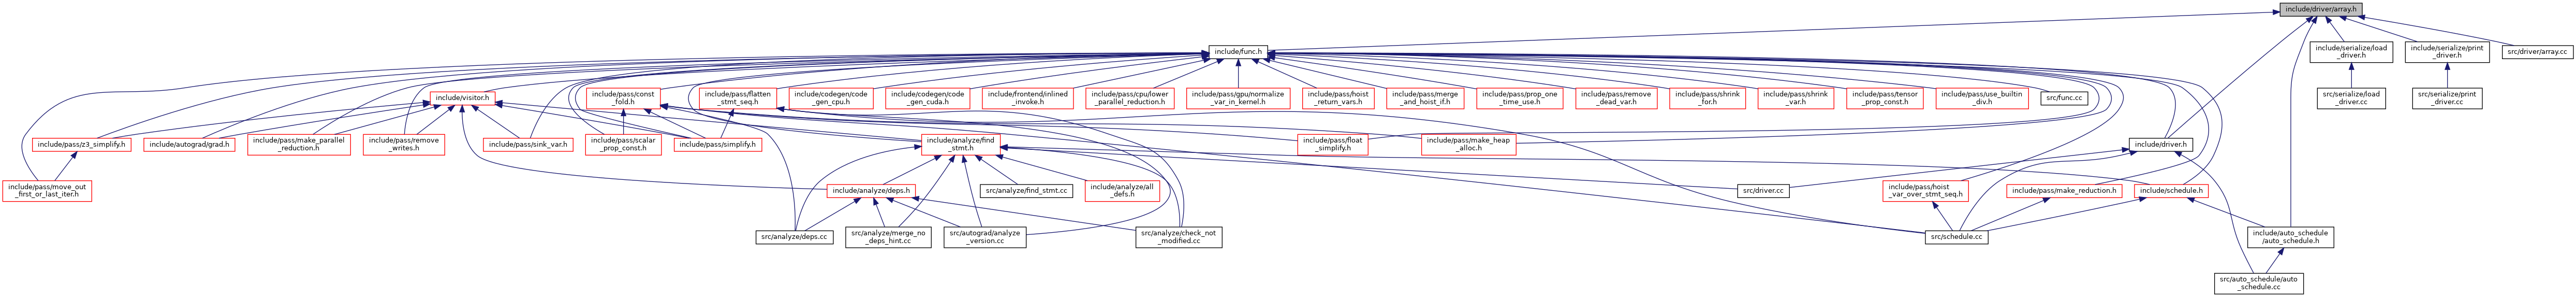 include/driver/array.h
include/func.h
include/serialize/load
_driver.h
include/serialize/print
_driver.h
src/driver/array.cc
include/visitor.h
include/pass/const
_fold.h
include/pass/flatten
_stmt_seq.h
include/codegen/code
_gen_cpu.h
include/codegen/code
_gen_cuda.h
include/frontend/inlined
_invoke.h
include/pass/cpu/lower
_parallel_reduction.h
include/pass/gpu/normalize
_var_in_kernel.h
include/pass/hoist
_return_vars.h
include/pass/merge
_and_hoist_if.h
include/pass/prop_one
_time_use.h
include/pass/remove
_dead_var.h
include/pass/shrink
_for.h
include/pass/shrink
_var.h
include/pass/tensor
_prop_const.h
include/pass/use_builtin
_div.h
src/func.cc
src/serialize/load
_driver.cc
src/serialize/print
_driver.cc
include/pass/z3_simplify.h
include/autograd/grad.h
include/pass/make_parallel
_reduction.h
include/pass/remove
_writes.h
include/pass/sink_var.h
include/pass/scalar
_prop_const.h
include/pass/simplify.h
include/analyze/find
_stmt.h
include/pass/float
_simplify.h
include/pass/make_heap
_alloc.h
include/driver.h
include/pass/move_out
_first_or_last_iter.h
include/analyze/deps.h
src/analyze/find_stmt.cc
include/analyze/all
_defs.h
src/driver.cc
include/pass/hoist
_var_over_stmt_seq.h
include/pass/make_reduction.h
include/schedule.h
src/analyze/deps.cc
src/analyze/merge_no
_deps_hint.cc
src/autograd/analyze
_version.cc
src/analyze/check_not
_modified.cc
src/schedule.cc
include/auto_schedule
/auto_schedule.h
src/auto_schedule/auto
_schedule.cc